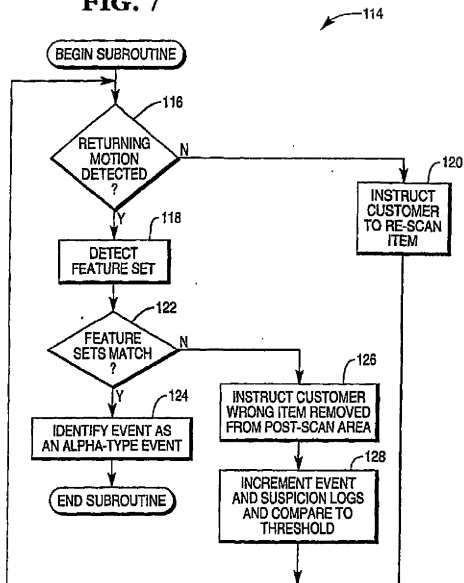 FIG. 7
114
BEGIN SUBROUTINE
116
RETURNING
MOTION
DETECTED
?
N
Y
120
INSTRUCT
CUSTOMER
TO RE-SCAN
ITEM
118
DETECT
FEATURE SET
122
FEATURE
SETS MATCH
?
N
Y
124
IDENTIFY EVENT AS
AN ALPHA-TYPE EVENT
END SUBROUTINE
126
INSTRUCT CUSTOMER
WRONG ITEM REMOVED
FROM POST-SCAN AREA
128
INCREMENT EVENT
AND SUSPICION LOGS
AND COMPARE TO
THRESHOLD